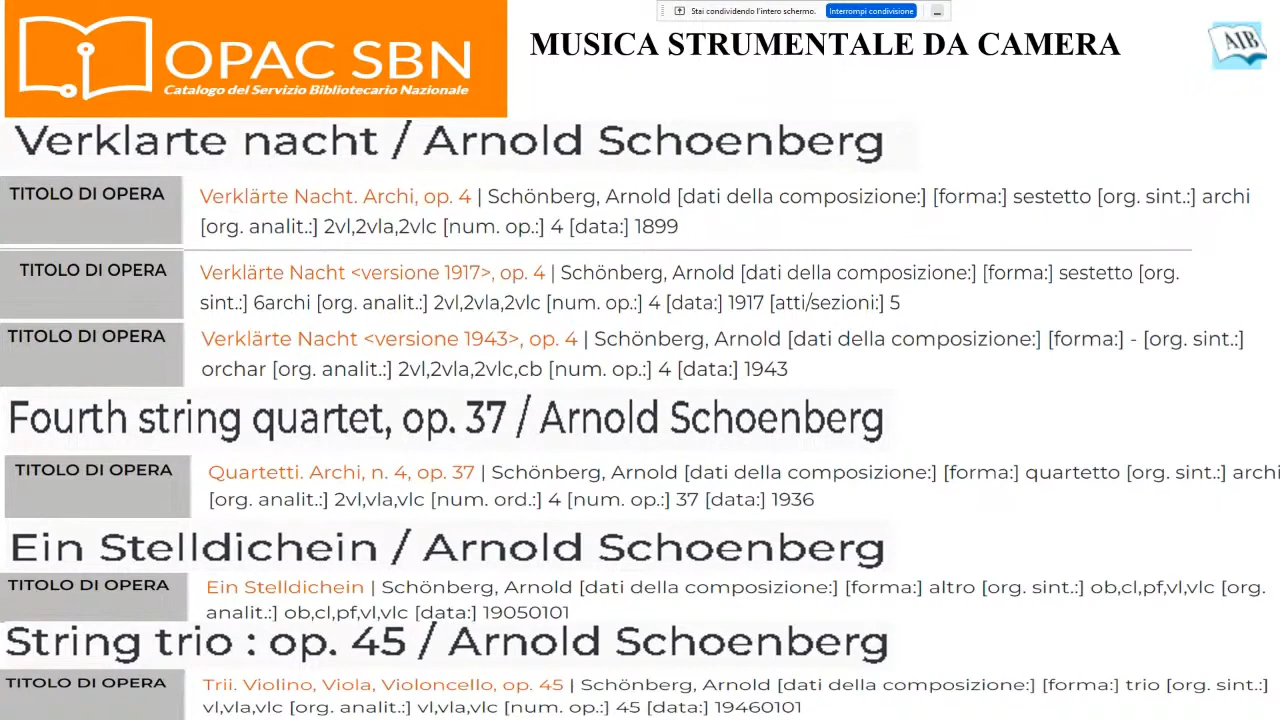 Stai condividendo l'intero schermo. Interrompi condivisione
OPAC SBN
Catalogo del Servizio Bibliotecario Nazionale
MUSICA STRUMENTALE DA CAMERA
AIB
Verklarte nacht / Arnold Schoenberg
TITOLO DI OPERA
Verklärte Nacht. Archi, op. 4 | Schönberg, Arnold [dati della composizione:] [forma:] sestetto [org. sint.:] archi
[org. analit.:] 2vl,2vla,2vlc [num. op.:] 4 [data:] 1899
TITOLO DI OPERA
Verklärte Nacht <versione 1917>, op. 4 | Schönberg, Arnold [dati della composizione:] [forma:] sestetto [org.
sint.:] 6archi [org. analit.:] 2vl,2vla,2vlc [num. op.:] 4 [data:] 1917 [atti/sezioni:] 5
TITOLO DI OPERA
Verklärte Nacht <versione 1943>, op. 4 | Schönberg, Arnold [dati della composizione:] [forma:] - [org. sint.:]
orchar [org. analit.:] 2vl,2vla,2vlc,cb [num. op.:] 4 [data:] 1943
Fourth string quartet, op. 37 / Arnold Schoenberg
TITOLO DI OPERA
Quartetti. Archi, n. 4, op. 37 | Schönberg, Arnold [dati della composizione:] [forma:] quartetto [org. sint.:] archi
[org. analit.:] 2vl,vla,vlc [num. ord.:] 4 [num. op.:] 37 [data:] 1936
Ein Stelldichein / Arnold Schoenberg
TITOLO DI OPERA
Ein Stelldichein | Schönberg, Arnold [dati della composizione:] [forma:] altro [org. sint.:] ob,cl,pf,vl,vlc [org.
analit.:] ob,cl,pf,vl,vlc [data:] 19050101
String trio : op. 45 / Arnold Schoenberg
TITOLO DI OPERA
Trii. Violino, Viola, Violoncello, op. 45 | Schönberg, Arnold [dati della composizione:] [forma:] trio [org. sint.:]
vl,vla,vlc [org. analit.:] vl,vla,vlc [num. op.:] 45 [data:] 19460101